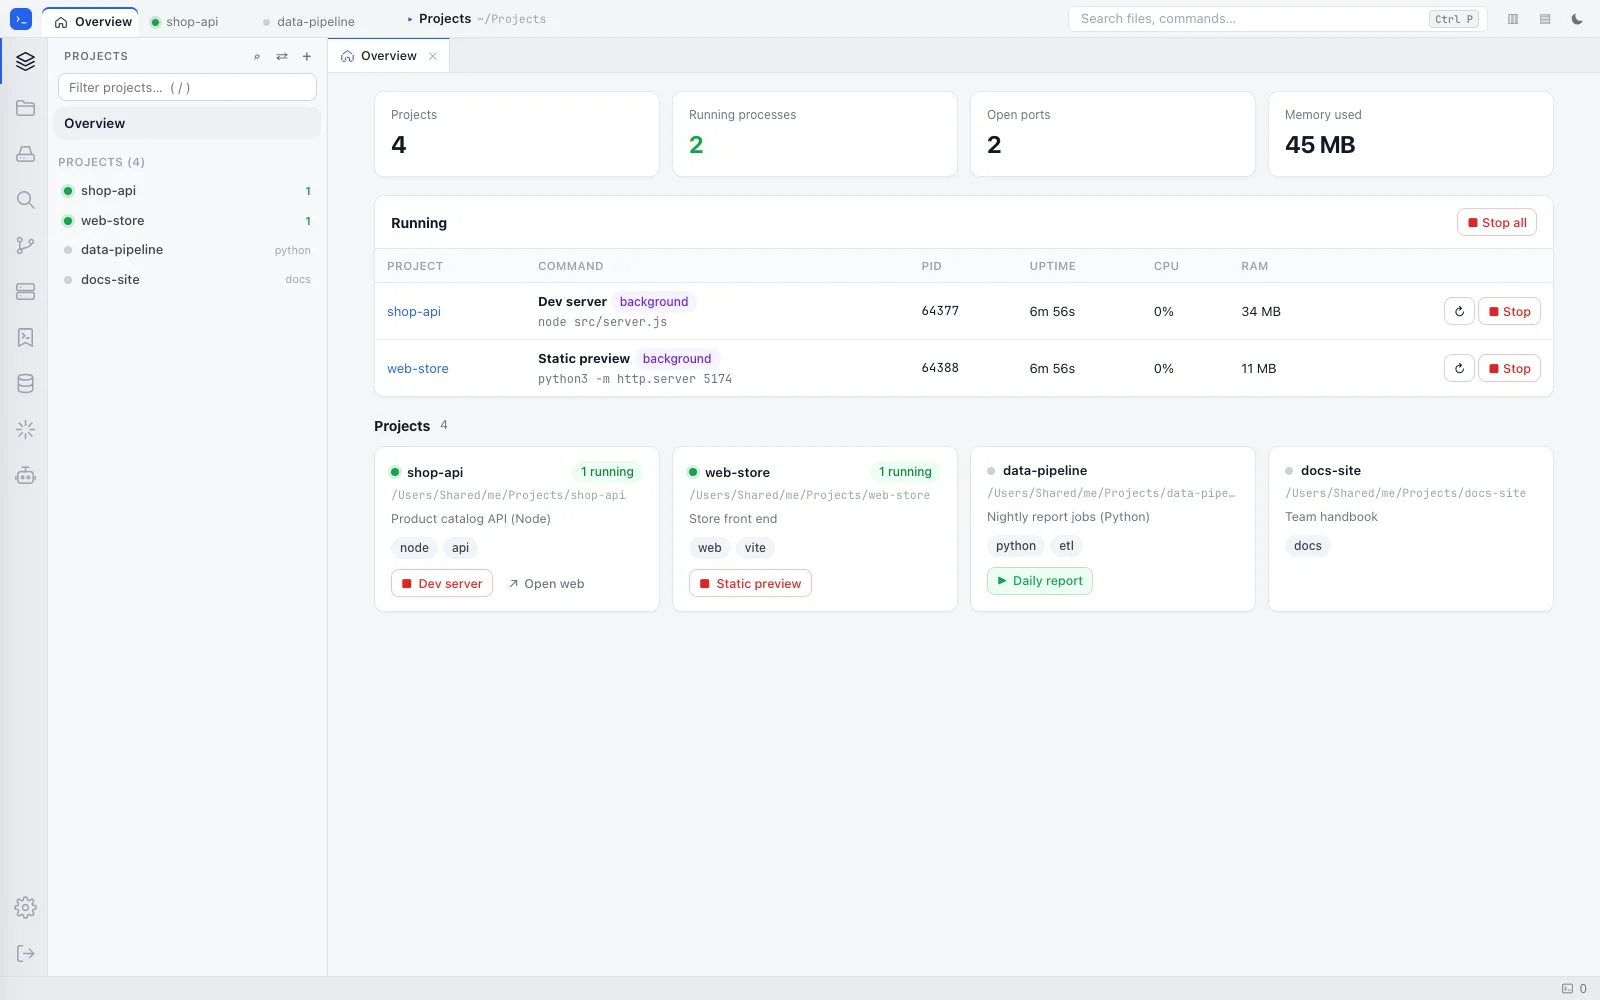 Overview
shop-api
data-pipeline
Projects ~/Projects
Search files, commands...
Ctrl P
PROJECTS
Filter projects... ( / )
Overview
PROJECTS (4)
shop-api 1
web-store 1
data-pipeline python
docs-site docs
Overview
Projects
4
Running processes
2
Open ports
2
Memory used
45 MB
Running
Stop all
PROJECT COMMAND PID UPTIME CPU RAM
shop-api Dev server background 64377 6m 56s 0% 34 MB Stop
node src/server.js
web-store Static preview background 64388 6m 56s 0% 11 MB Stop
python3 -m http.server 5174
Projects 4
shop-api 1 running
/Users/Shared/me/Projects/shop-api
Product catalog API (Node)
node api
Dev server Open web
web-store 1 running
/Users/Shared/me/Projects/web-store
Store front end
web vite
Static preview
data-pipeline
/Users/Shared/me/Projects/data-pipe…
Nightly report jobs (Python)
python etl
Daily report
docs-site
/Users/Shared/me/Projects/docs-site
Team handbook
docs
0